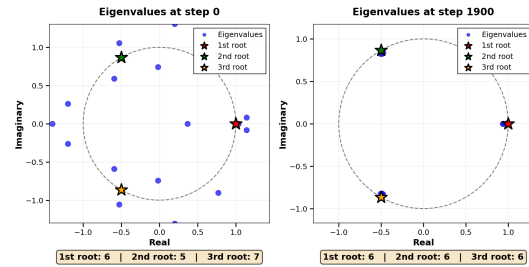 Eigenvalues at step 0
Eigenvalues
1st root
2nd root
3rd root
1.0
0.5
0.0
−0.5
−1.0
Imaginary
−1.0 −0.5 0.0 0.5 1.0
Real
1st root: 6 | 2nd root: 5 | 3rd root: 7
Eigenvalues at step 1900
Eigenvalues
1st root
2nd root
3rd root
1.0
0.5
0.0
−0.5
−1.0
Imaginary
−1.0 −0.5 0.0 0.5 1.0
Real
1st root: 6 | 2nd root: 6 | 3rd root: 6